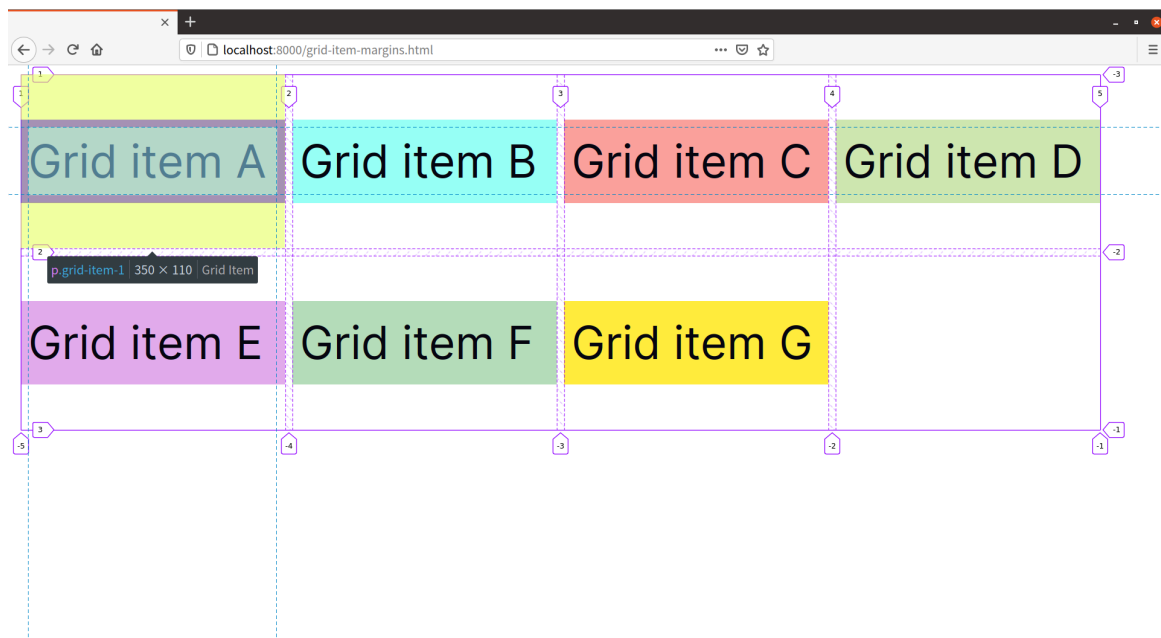 localhost:8000/grid-item-margins.html
1 -3
1 2 3 4 5
Grid item A Grid item B Grid item C Grid item D
2 -2
p.grid-item-1 350 × 110 Grid Item
Grid item E Grid item F Grid item G
3 -1
-5 -4 -3 -2 -1